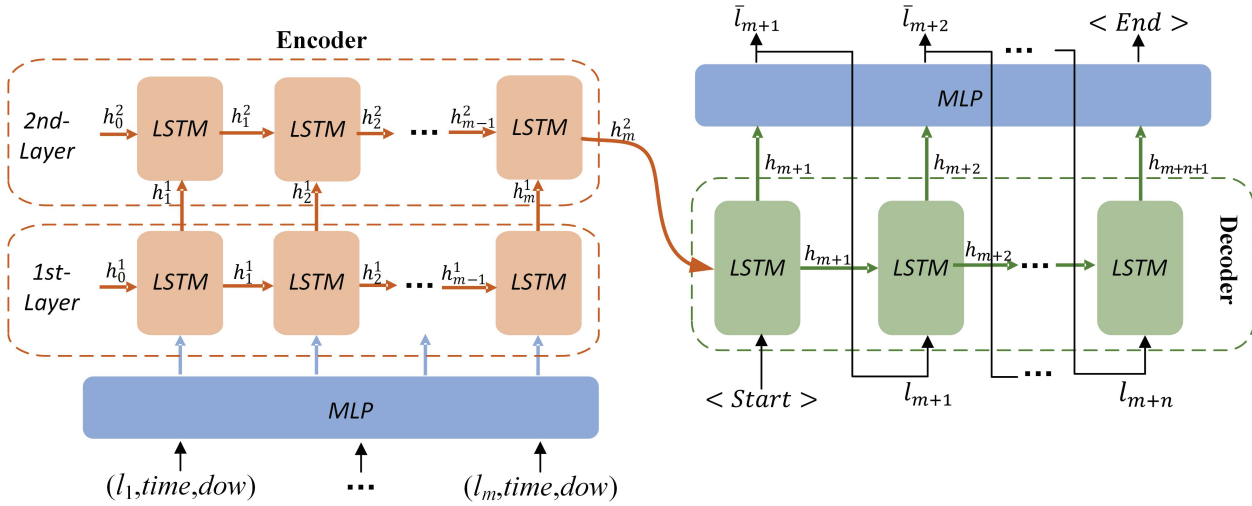 Encoder
2nd-
Layer
h_0^2
LSTM
h_1^2
LSTM
h_2^2
...
h_{m-1}^2
LSTM
h_m^2
h_1^1
h_2^1
h_m^1
1st-
Layer
h_0^1
LSTM
h_1^1
LSTM
h_2^1
...
h_{m-1}^1
LSTM
MLP
(l_1,time,dow)
...
(l_m,time,dow)
l̄_{m+1}
l̄_{m+2}
...
< End >
MLP
h_{m+1}
h_{m+2}
h_{m+n+1}
Decoder
LSTM
h_{m+1}
LSTM
h_{m+2}
...
LSTM
< Start >
l_{m+1}
...
l_{m+n}